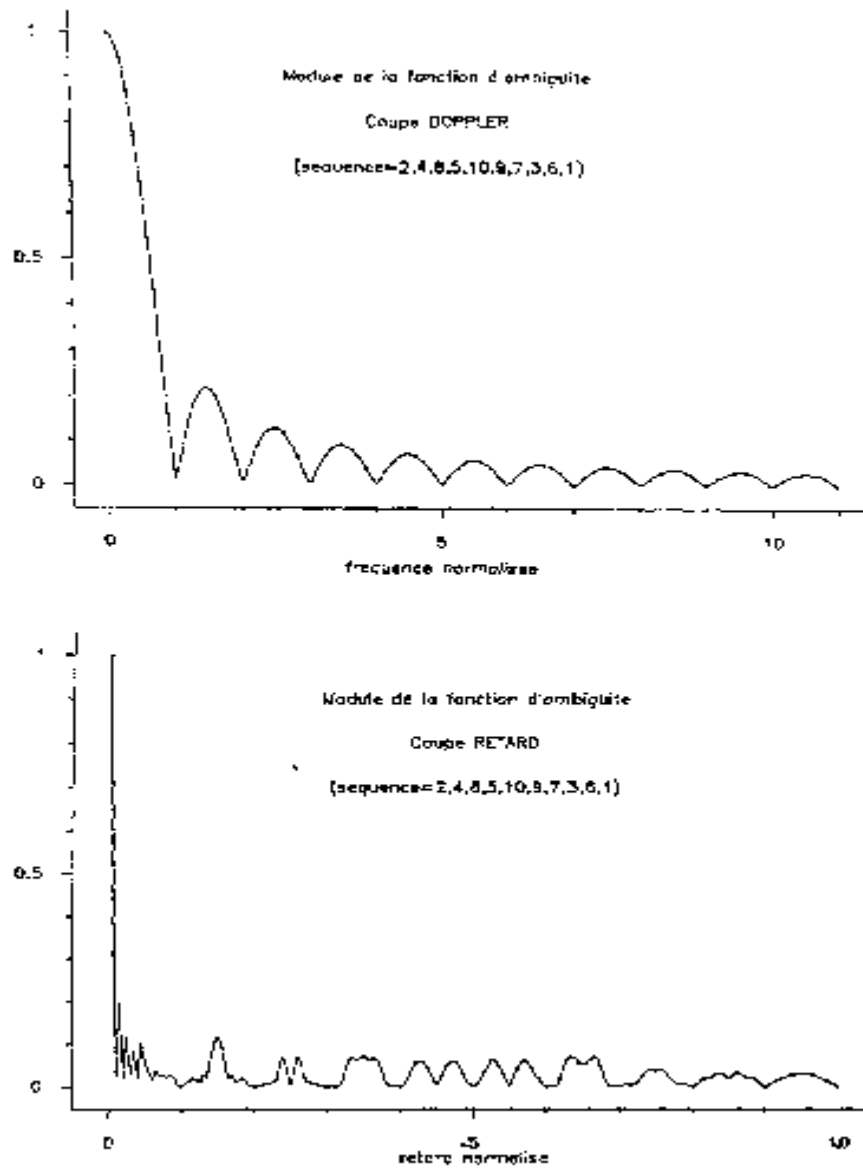 1
Module de la fonction d'ambiguite
Coupe DOPPLER
(sequence=2,4,8,5,10,9,7,3,6,1)
0.5
0
0 5 10
frequence normalisee
1
Module de la fonction d'ambiguite
Coupe RETARD
(sequence=2,4,8,5,10,9,7,3,6,1)
0.5
0
0 5 10
retard normalise